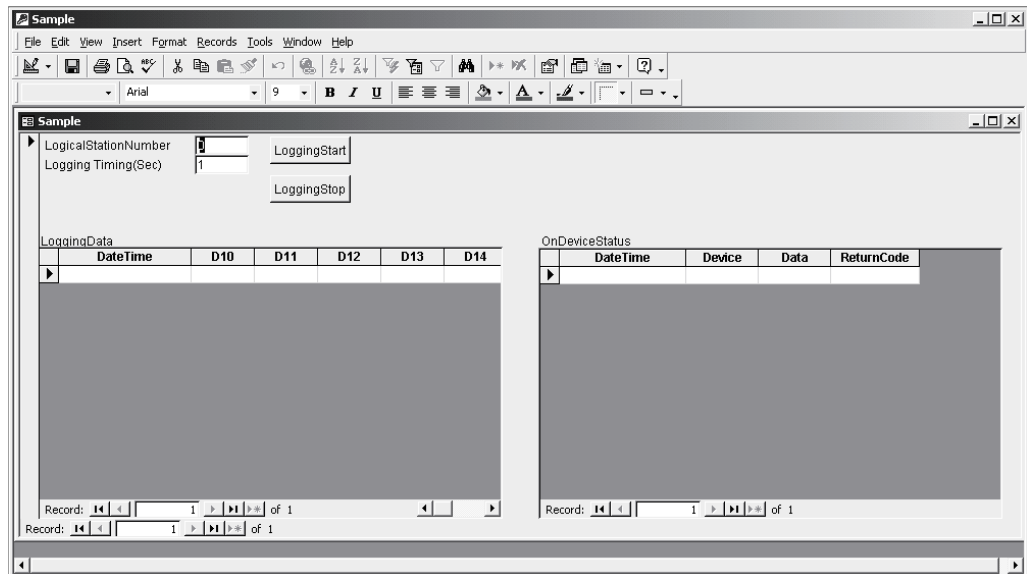 Sample
File Edit View Insert Format Records Tools Window Help
Arial 9 B I U
Sample
LogicalStationNumber 0
LoggingStart
Logging Timing(Sec) 1
LoggingStop
LoggingData
DateTime D10 D11 D12 D13 D14
Record: 1 of 1
OnDeviceStatus
DateTime Device Data ReturnCode
Record: 1 of 1
Record: 1 of 1